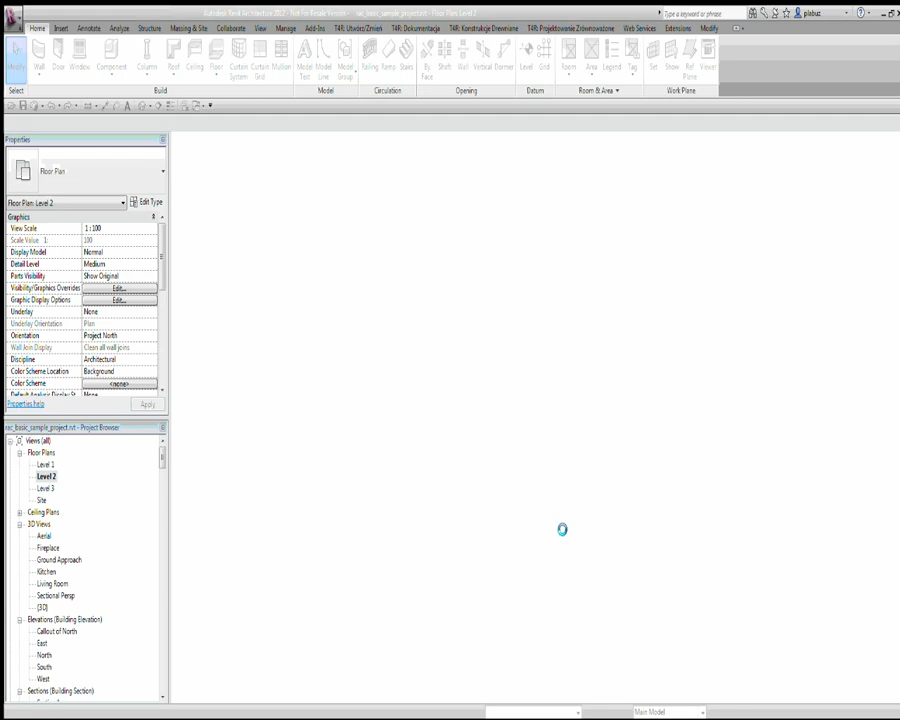 Autodesk Revit Architecture 2012 - Not For Resale Version - rac_basic_sample_project.rvt - Floor Plan: Level 2
Type a keyword or phrase
plabuz
Home Insert Annotate Analyze Structure Massing & Site Collaborate View Manage Add-Ins T4R: Utwórz/Zmień T4R: Dokumentacja T4R: Konstrukcje Drewniane T4R: Projektowanie Zrównoważone Web Services Extensions Modify
Modify Wall Door Window Component Column Roof Ceiling Floor Curtain System Curtain Grid Mullion Model Text Model Line Model Group Railing Ramp Stairs By Face Shaft Wall Vertical Dormer Level Grid Room Area Legend Tag Set Show Ref Plane Viewer
Select Build Model Circulation Opening Datum Room & Area Work Plane
Properties
Floor Plan
Floor Plan: Level 2 Edit Type
Graphics
View Scale 1 : 100
Scale Value 1: 100
Display Model Normal
Detail Level Medium
Parts Visibility Show Original
Visibility/Graphics Overrides Edit...
Graphic Display Options Edit...
Underlay None
Underlay Orientation Plan
Orientation Project North
Wall Join Display Clean all wall joins
Discipline Architectural
Color Scheme Location Background
Color Scheme <none>
Default Analysis Display St... None
Properties help Apply
rac_basic_sample_project.rvt - Project Browser
Views (all)
Floor Plans
Level 1
Level 2
Level 3
Site
Ceiling Plans
3D Views
Aerial
Fireplace
Ground Approach
Kitchen
Living Room
Sectional Persp
{3D}
Elevations (Building Elevation)
Callout of North
East
North
South
West
Sections (Building Section)
Main Model